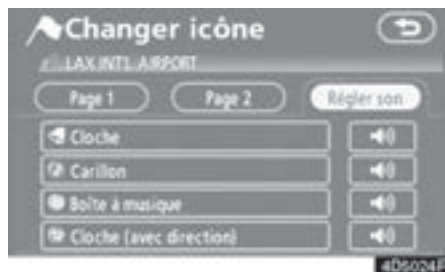 Changer icône
LAX INTL AIRPORT
Page 1 Page 2 Régler son
Cloche
Carillon
Boîte à musique
Cloche (avec direction)
4D5024F